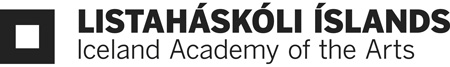 LISTAHÁSKÓLI ÍSLANDS
Iceland Academy of the Arts